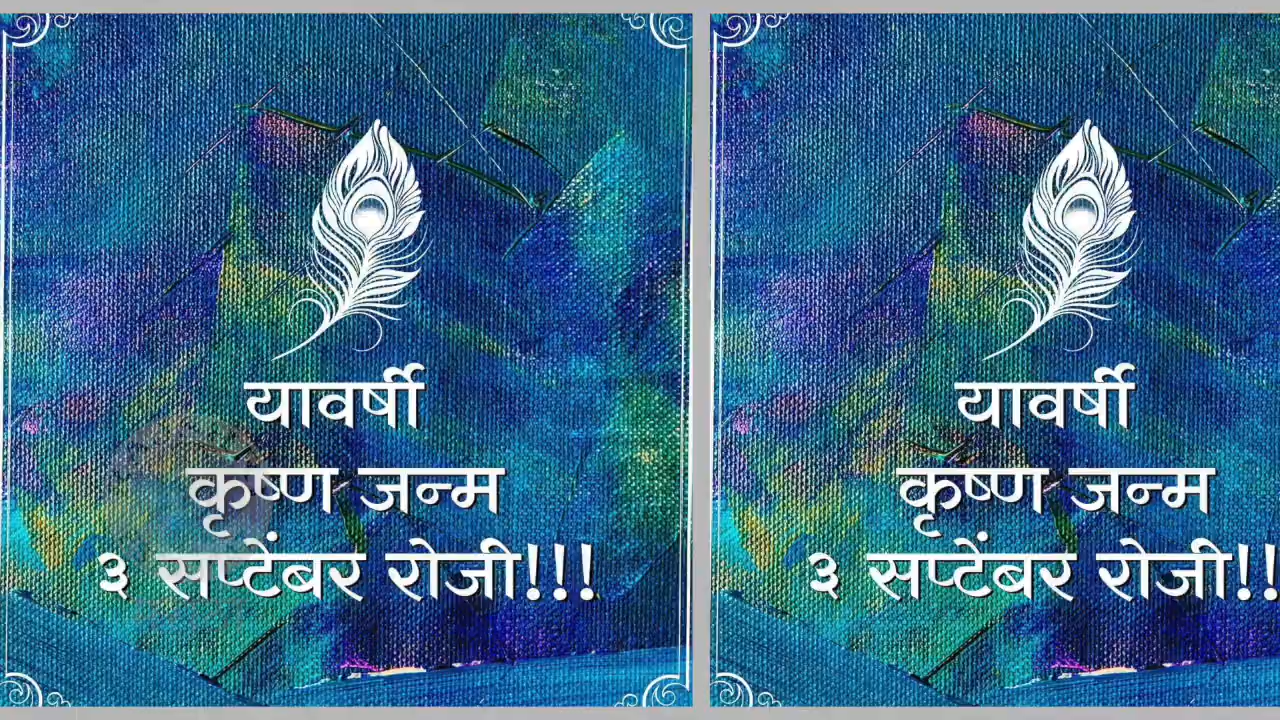 यावर्षी
कृष्ण जन्म
३ सप्टेंबर रोजी!!!
यावर्षी
कृष्ण जन्म
३ सप्टेंबर रोजी!!